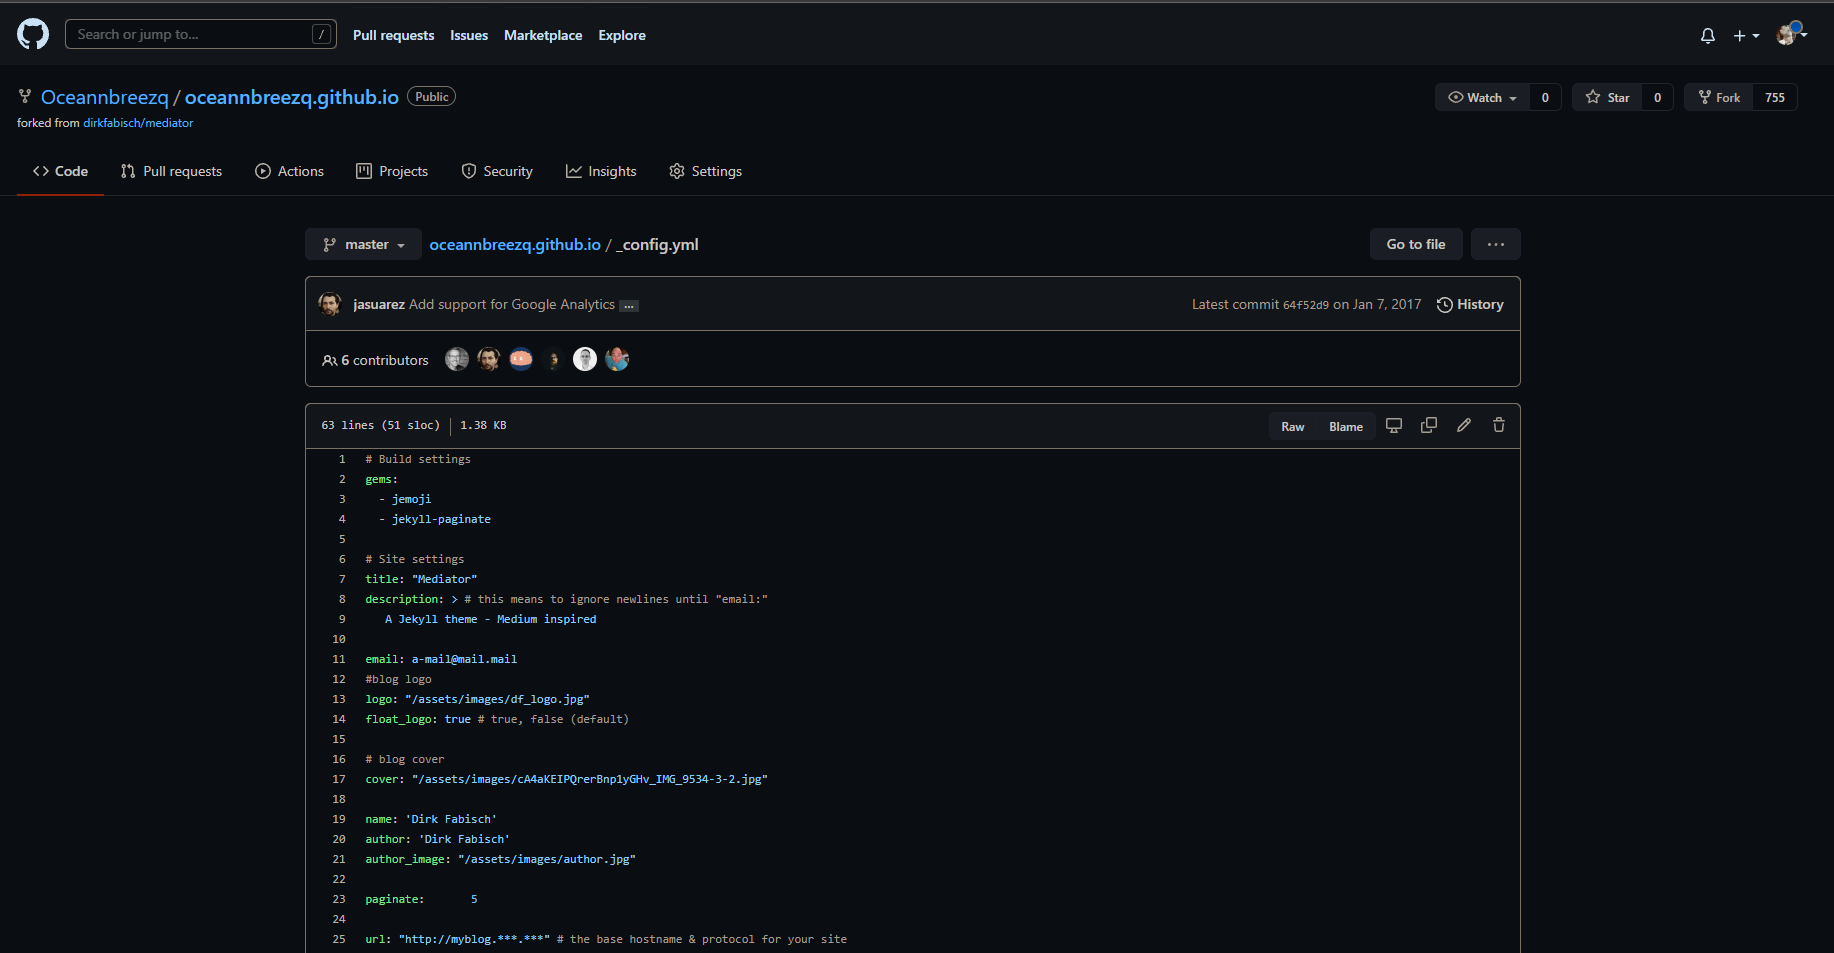 Search or jump to... /
Pull requests Issues Marketplace Explore
Oceannbreezq / oceannbreezq.github.io Public
Watch 0 Star 0 Fork 755
forked from dirkfabisch/mediator
Code Pull requests Actions Projects Security Insights Settings
master oceannbreezq.github.io / _config.yml Go to file ...
jasuarez Add support for Google Analytics ... Latest commit 64f52d9 on Jan 7, 2017 History
6 contributors
63 lines (51 sloc) 1.38 KB Raw Blame
1 # Build settings
2 gems:
3 - jemoji
4 - jekyll-paginate
5
6 # Site settings
7 title: "Mediator"
8 description: > # this means to ignore newlines until "email:"
9 A Jekyll theme - Medium inspired
10
11 email: a-mail@mail.mail
12 #blog logo
13 logo: "/assets/images/df_logo.jpg"
14 float_logo: true # true, false (default)
15
16 # blog cover
17 cover: "/assets/images/cA4aKEIPQrerBnp1yGHv_IMG_9534-3-2.jpg"
18
19 name: 'Dirk Fabisch'
20 author: 'Dirk Fabisch'
21 author_image: "/assets/images/author.jpg"
22
23 paginate: 5
24
25 url: "http://myblog.***.***" # the base hostname & protocol for your site